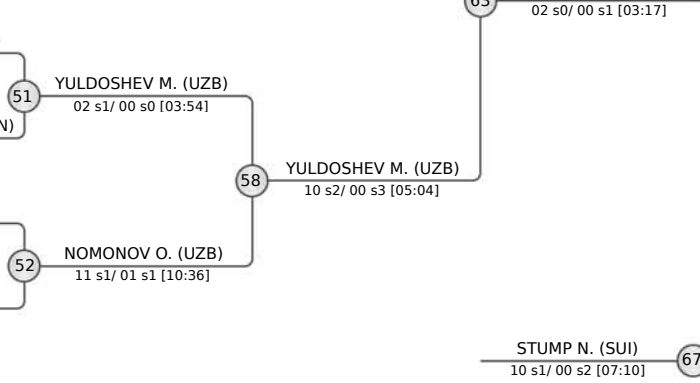 63
02 s0/ 00 s1 [03:17]
YULDOSHEV M. (UZB)
51
02 s1/ 00 s0 [03:54]
N)
YULDOSHEV M. (UZB)
58
10 s2/ 00 s3 [05:04]
NOMONOV O. (UZB)
52
11 s1/ 01 s1 [10:36]
STUMP N. (SUI)
67
10 s1/ 00 s2 [07:10]